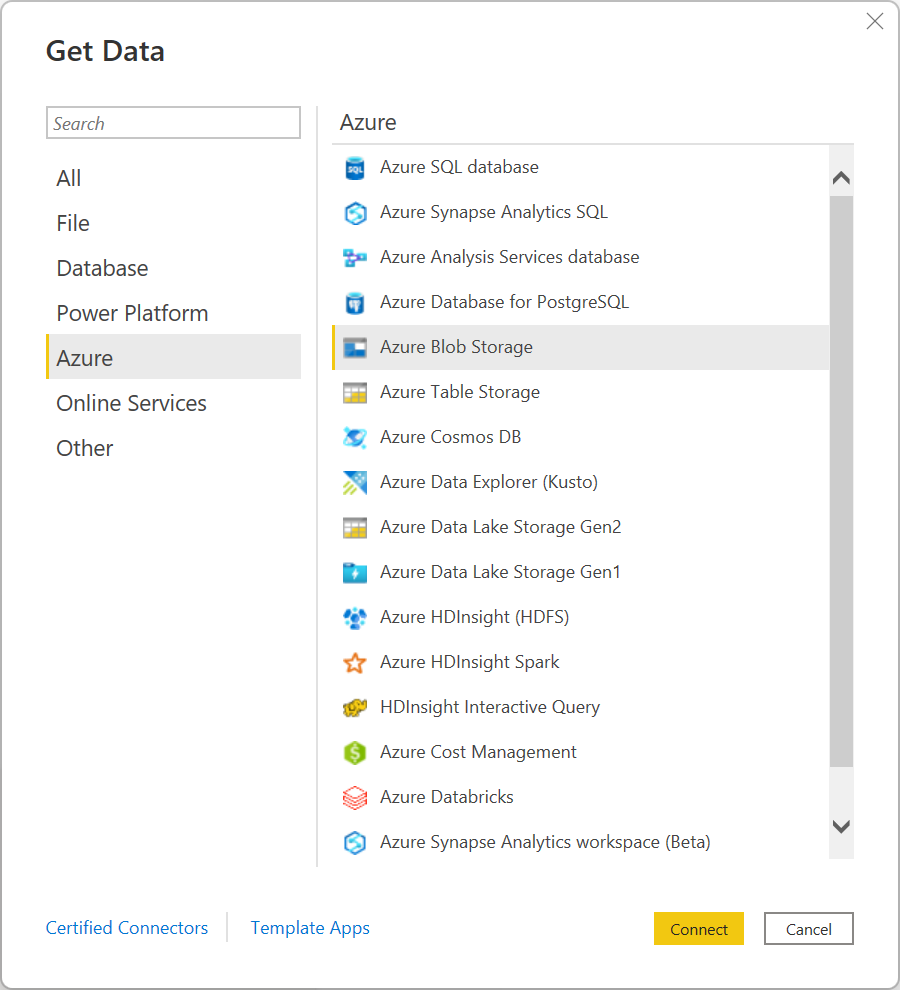 Get Data
Search
All
File
Database
Power Platform
Azure
Online Services
Other
Azure
SQL
Azure SQL database
Azure Synapse Analytics SQL
Azure Analysis Services database
Azure Database for PostgreSQL
Azure Blob Storage
Azure Table Storage
Azure Cosmos DB
Azure Data Explorer (Kusto)
Azure Data Lake Storage Gen2
Azure Data Lake Storage Gen1
Azure HDInsight (HDFS)
Azure HDInsight Spark
HDInsight Interactive Query
$
Azure Cost Management
Azure Databricks
Azure Synapse Analytics workspace (Beta)
Certified Connectors
Template Apps
Connect
Cancel